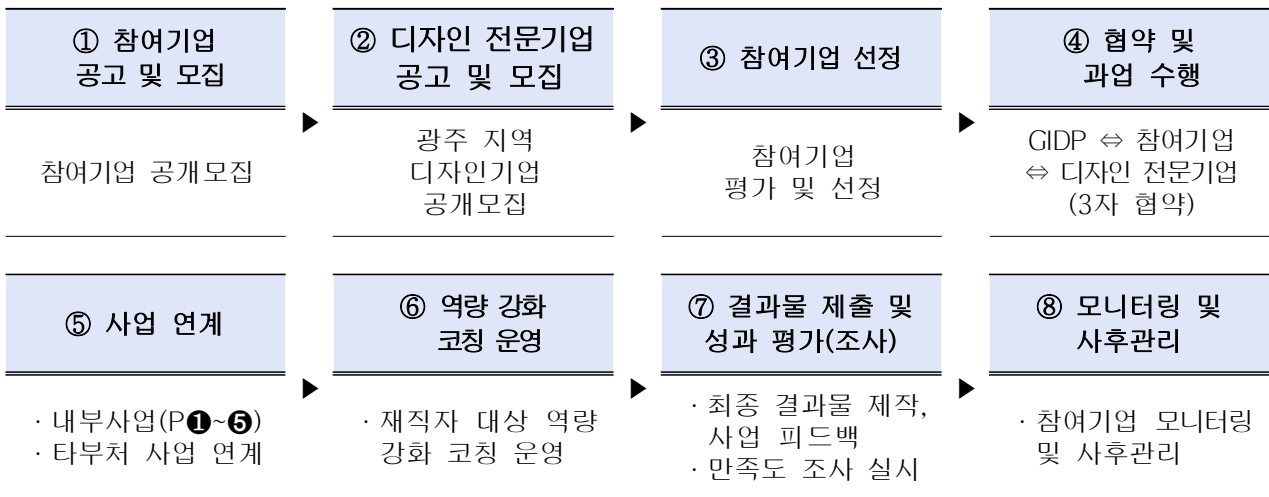 ① 참여기업
공고 및 모집
참여기업 공개모집
▶
② 디자인 전문기업
공고 및 모집
광주 지역
디자인기업
공개모집
▶
③ 참여기업 선정
참여기업
평가 및 선정
▶
④ 협약 및
과업 수행
GIDP ⇔ 참여기업
⇔ 디자인 전문기업
(3자 협약)
⑤ 사업 연계
· 내부사업(P❶~❺)
· 타부처 사업 연계
▶
⑥ 역량 강화
코칭 운영
· 재직자 대상 역량
강화 코칭 운영
▶
⑦ 결과물 제출 및
성과 평가(조사)
· 최종 결과물 제작,
사업 피드백
· 만족도 조사 실시
▶
⑧ 모니터링 및
사후관리
· 참여기업 모니터링
및 사후관리